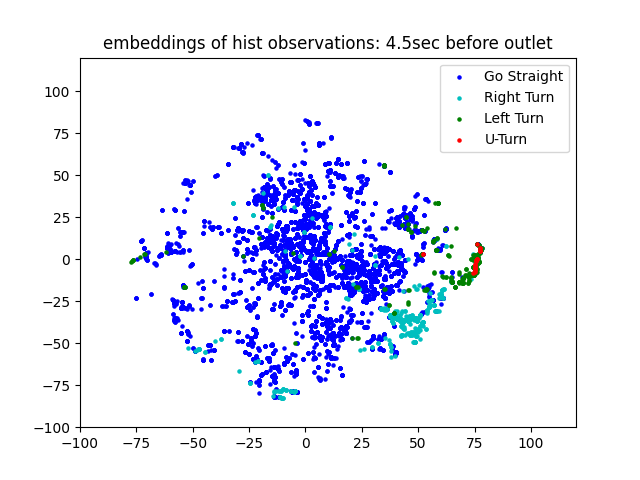 embeddings of hist observations: 4.5sec before outlet
Go Straight
Right Turn
Left Turn
U-Turn
100
75
50
25
0
−25
−50
−75
−100
−100 −75 −50 −25 0 25 50 75 100